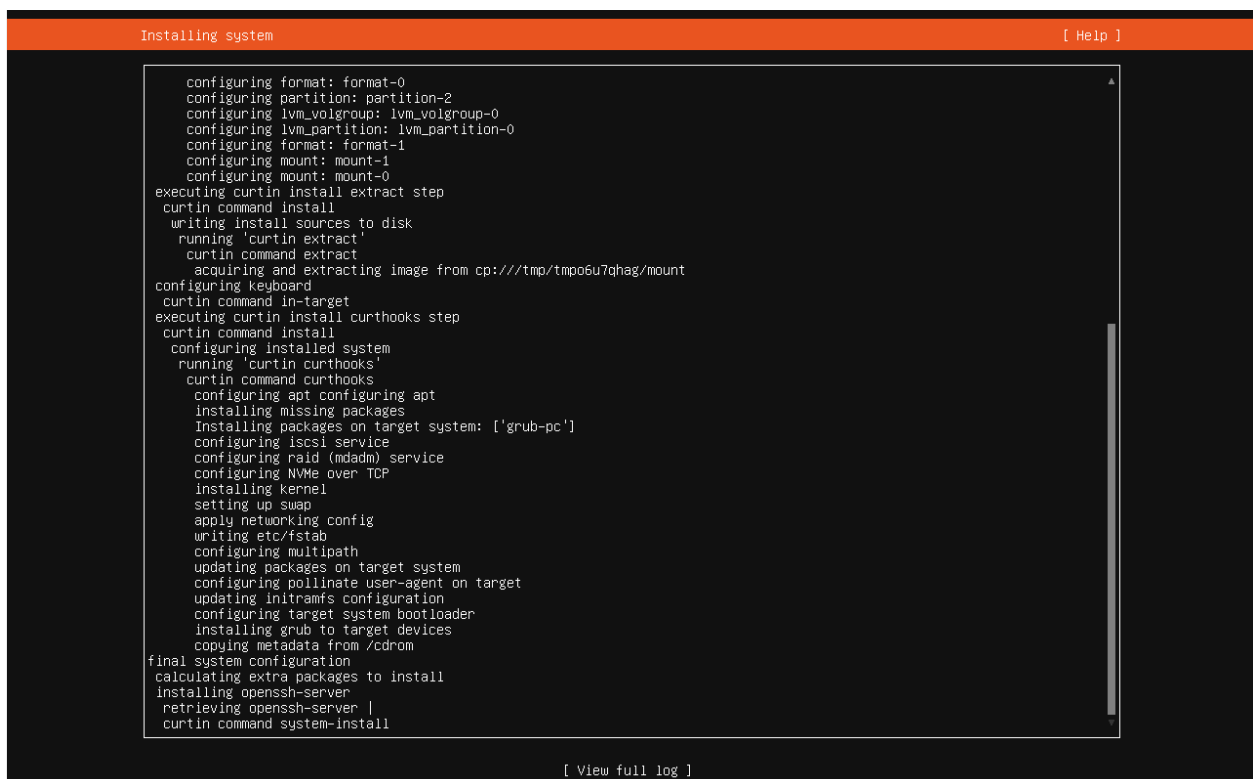 Installing system [ Help ]
configuring format: format-0
configuring partition: partition-2
configuring lvm_volgroup: lvm_volgroup-0
configuring lvm_partition: lvm_partition-0
configuring format: format-1
configuring mount: mount-1
configuring mount: mount-0
executing curtin install extract step
curtin command install
writing install sources to disk
running 'curtin extract'
curtin command extract
acquiring and extracting image from cp:///tmp/tmpo6u7qhag/mount
configuring keyboard
curtin command in-target
executing curtin install curthooks step
curtin command install
configuring installed system
running 'curtin curthooks'
curtin command curthooks
configuring apt configuring apt
installing missing packages
Installing packages on target system: ['grub-pc']
configuring iscsi service
configuring raid (mdadm) service
configuring NVMe over TCP
installing kernel
setting up swap
apply networking config
writing etc/fstab
configuring multipath
updating packages on target system
configuring pollinate user-agent on target
updating initramfs configuration
configuring target system bootloader
installing grub to target devices
copying metadata from /cdrom
final system configuration
calculating extra packages to install
installing openssh-server
retrieving openssh-server |
curtin command system-install
[ View full log ]